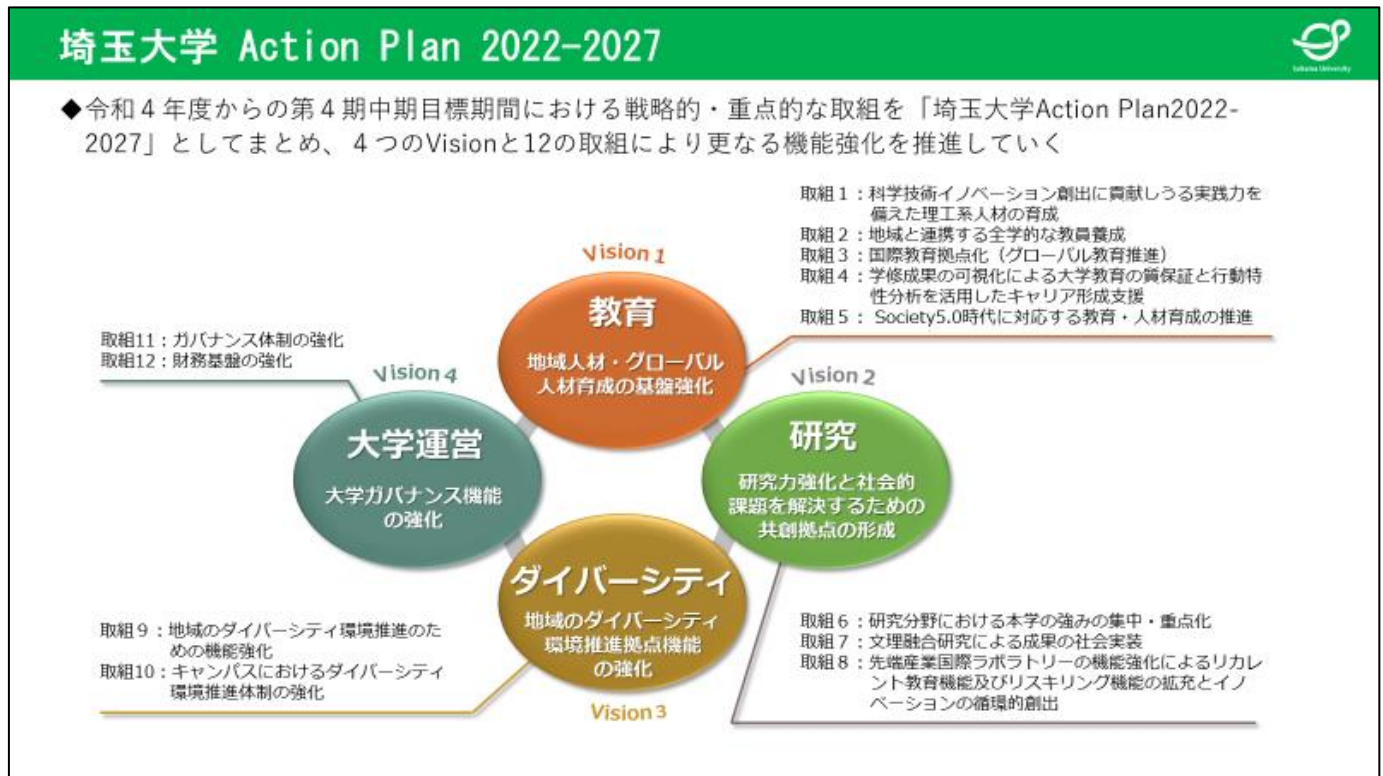 埼玉大学 Action Plan 2022-2027
Saitama University
◆令和４年度からの第４期中期目標期間における戦略的・重点的な取組を「埼玉大学Action Plan2022-
2027」としてまとめ、４つのVisionと12の取組により更なる機能強化を推進していく
Vision 1
教育
地域人材・グローバル
人材育成の基盤強化
取組１：科学技術イノベーション創出に貢献しうる実践力を
備えた理工系人材の育成
取組２：地域と連携する全学的な教員養成
取組３：国際教育拠点化（グローバル教育推進）
取組４：学修成果の可視化による大学教育の質保証と行動特
性分析を活用したキャリア形成支援
取組５： Society5.0時代に対応する教育・人材育成の推進
Vision 2
研究
研究力強化と社会的
課題を解決するための
共創拠点の形成
取組６：研究分野における本学の強みの集中・重点化
取組７：文理融合研究による成果の社会実装
取組８：先端産業国際ラボラトリーの機能強化によるリカレ
ント教育機能及びリスキリング機能の拡充とイノ
ベーションの循環的創出
ダイバーシティ
地域のダイバーシティ
環境推進拠点機能
の強化
Vision 3
取組９：地域のダイバーシティ環境推進のた
めの機能強化
取組10：キャンパスにおけるダイバーシティ
環境推進体制の強化
Vision 4
大学運営
大学ガバナンス機能
の強化
取組11：ガバナンス体制の強化
取組12：財務基盤の強化